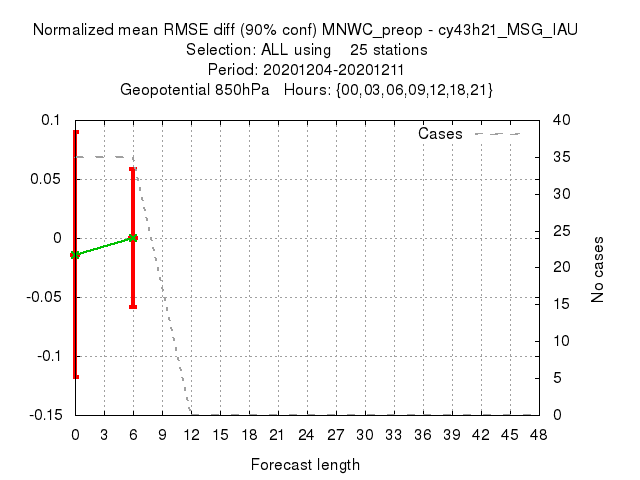 Normalized mean RMSE diff (90% conf) MNWC_preop - cy43h21_MSG_IAU
Selection: ALL using    25 stations
Period: 20201204-20201211
Geopotential 850hPa   Hours: {00,03,06,09,12,18,21}
Cases
0.1
0.05
0
-0.05
-0.1
-0.15
40
35
30
25
20
15
10
5
0
No cases
0 3 6 9 12 15 18 21 24 27 30 33 36 39 42 45 48
Forecast length